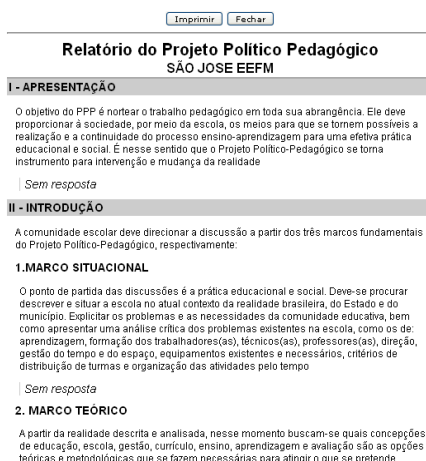 Imprimir Fechar
Relatório do Projeto Político Pedagógico
SÃO JOSE EEFM
I - APRESENTAÇÃO
O objetivo do PPP é nortear o trabalho pedagógico em toda sua abrangência. Ele deve
proporcionar à sociedade, por meio da escola, os meios para que se tornem possíveis a
realização e a continuidade do processo ensino-aprendizagem para uma efetiva prática
educacional e social. É nesse sentido que o Projeto Político-Pedagógico se torna
instrumento para intervenção e mudança da realidade
Sem resposta
II - INTRODUÇÃO
A comunidade escolar deve direcionar a discussão a partir dos três marcos fundamentais
do Projeto Político-Pedagógico, respectivamente:
1.MARCO SITUACIONAL
O ponto de partida das discussões é a prática educacional e social. Deve-se procurar
descrever e situar a escola no atual contexto da realidade brasileira, do Estado e do
município. Explicitar os problemas e as necessidades da comunidade educativa, bem
como apresentar uma análise crítica dos problemas existentes na escola, como os de:
aprendizagem, formação dos trabalhadores(as), técnicos(as), professores(as), direção,
gestão do tempo e do espaço, equipamentos existentes e necessários, critérios de
distribuição de turmas e organização das atividades pelo tempo
Sem resposta
2. MARCO TEÓRICO
A partir da realidade descrita e analisada, nesse momento buscam-se quais concepções
de educação, escola, gestão, currículo, ensino, aprendizagem e avaliação são as opções
teóricas e metodológicas que se fazem necessárias para atingir o que se pretende